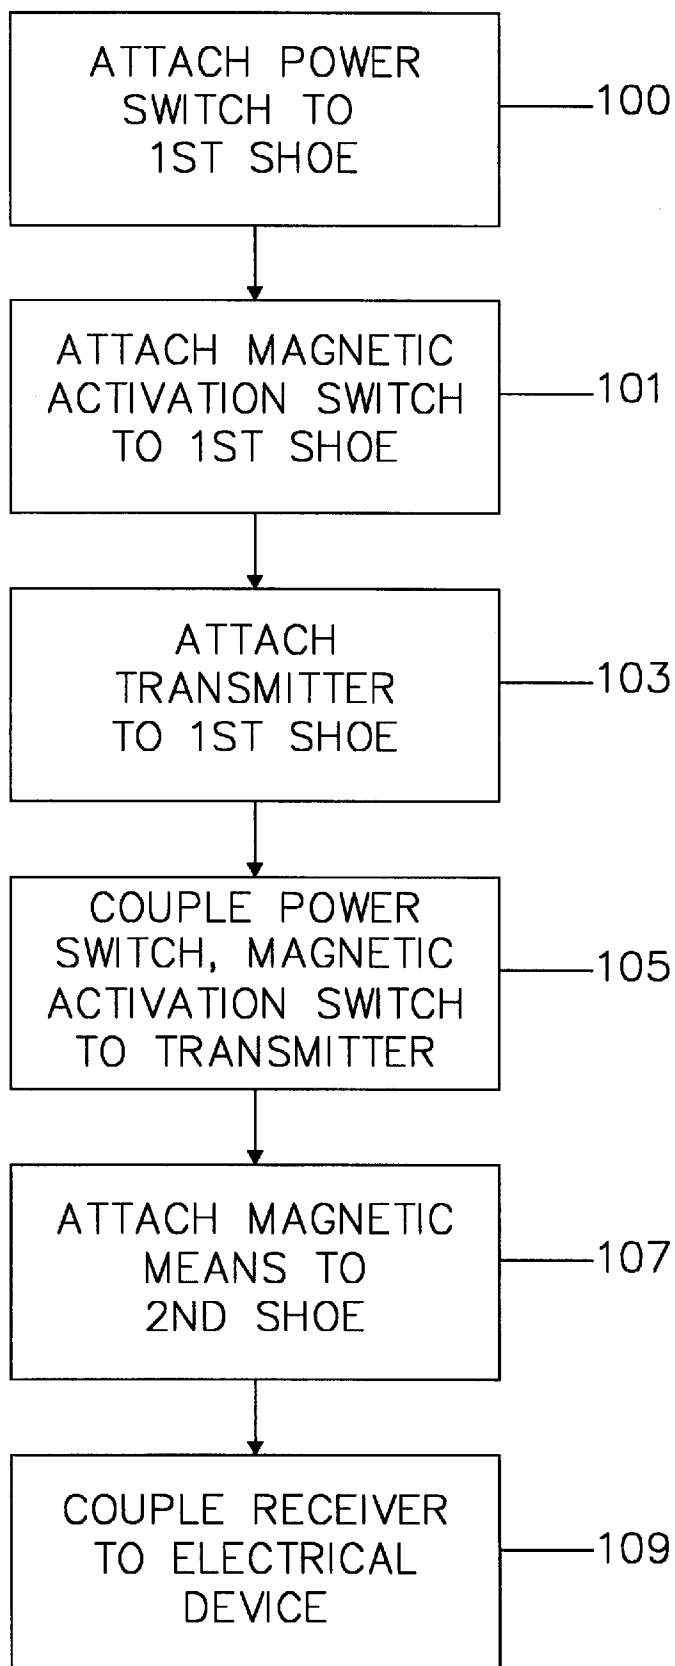 ATTACH POWER
SWITCH TO
1ST SHOE
100
ATTACH MAGNETIC
ACTIVATION SWITCH
TO 1ST SHOE
101
ATTACH
TRANSMITTER
TO 1ST SHOE
103
COUPLE POWER
SWITCH, MAGNETIC
ACTIVATION SWITCH
TO TRANSMITTER
105
ATTACH MAGNETIC
MEANS TO
2ND SHOE
107
COUPLE RECEIVER
TO ELECTRICAL
DEVICE
109